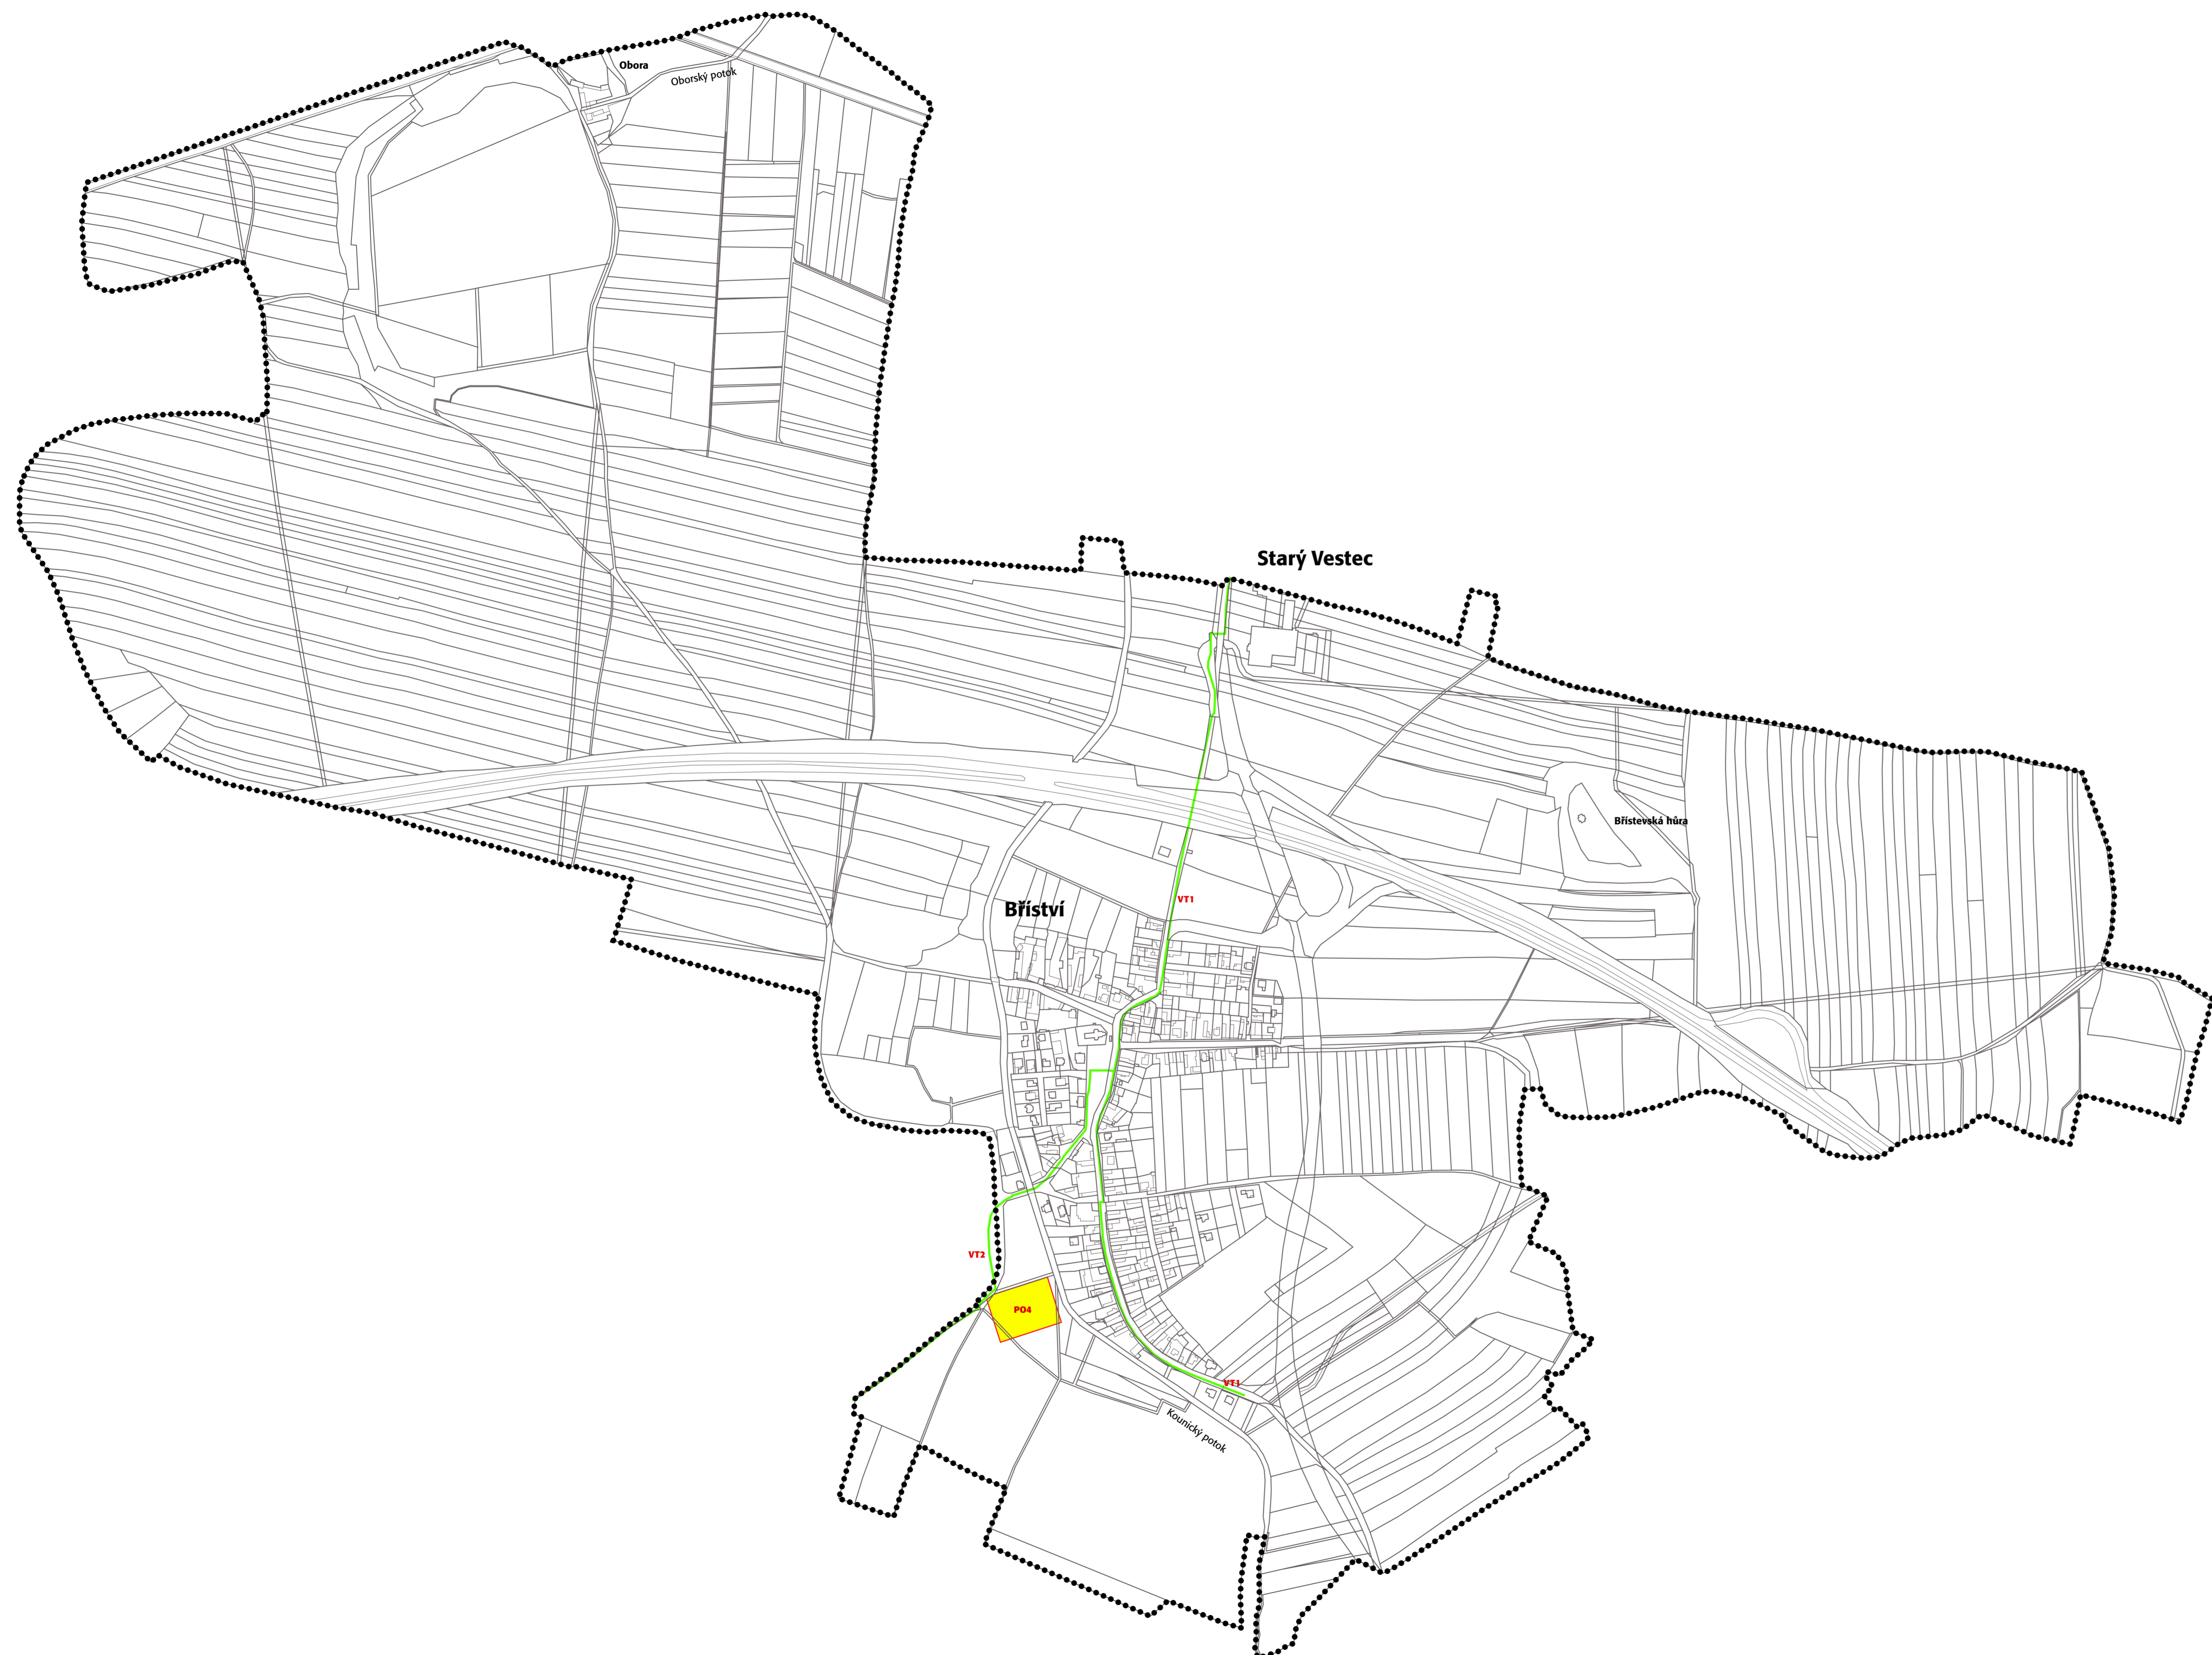 Obora
Oborský potok
Starý Vestec
Břístevská hůra
VT1
Bříství
VT2
PO4
VT1
Kounický potok